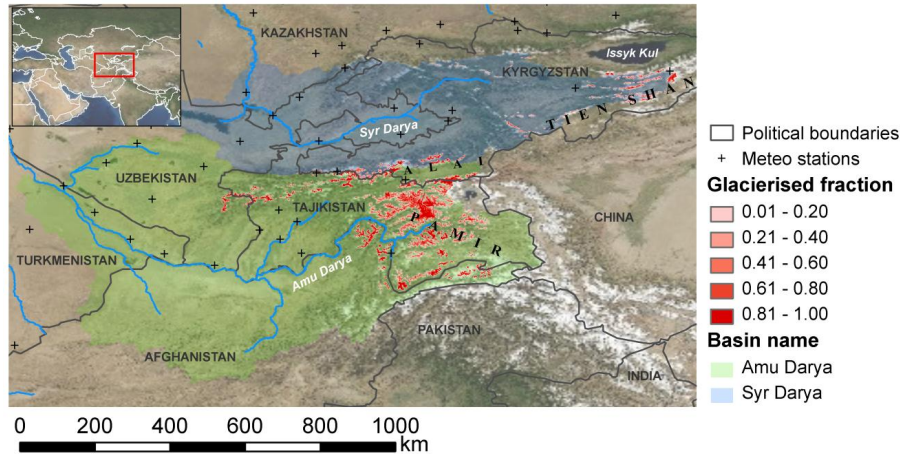 KAZAKHSTAN
Issyk Kul
KYRGYZSTAN
TIEN SHAN
Syr Darya
ALAI
UZBEKISTAN
TAJIKISTAN
CHINA
PAMIR
TURKMENISTAN
Amu Darya
PAKISTAN
AFGHANISTAN
INDIA
Political boundaries
Meteo stations
Glacierised fraction
0.01 - 0.20
0.21 - 0.40
0.41 - 0.60
0.61 - 0.80
0.81 - 1.00
Basin name
Amu Darya
Syr Darya
0 200 400 600 800 1000
km